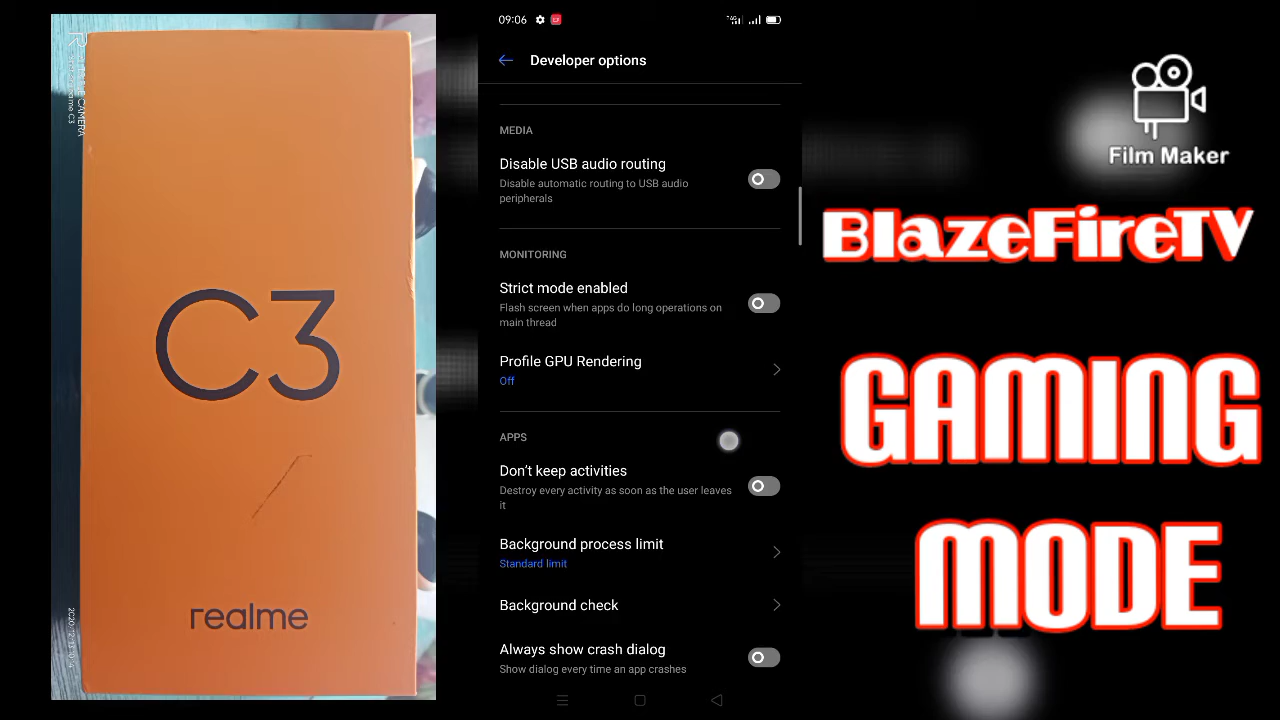 C3
realme
09:06
Developer options
MEDIA
Disable USB audio routing
Disable automatic routing to USB audio
peripherals
MONITORING
Strict mode enabled
Flash screen when apps do long operations on
main thread
Profile GPU Rendering
Off
APPS
Don't keep activities
Destroy every activity as soon as the user leaves
it
Background process limit
Standard limit
Background check
Always show crash dialog
Show dialog every time an app crashes
Film Maker
BlazeFireTV
GAMING
MODE